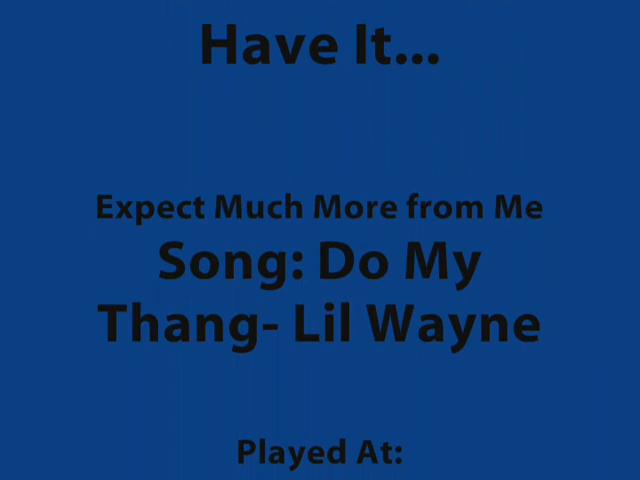 Have It...
Expect Much More from Me
Song: Do My
Thang- Lil Wayne
Played At: